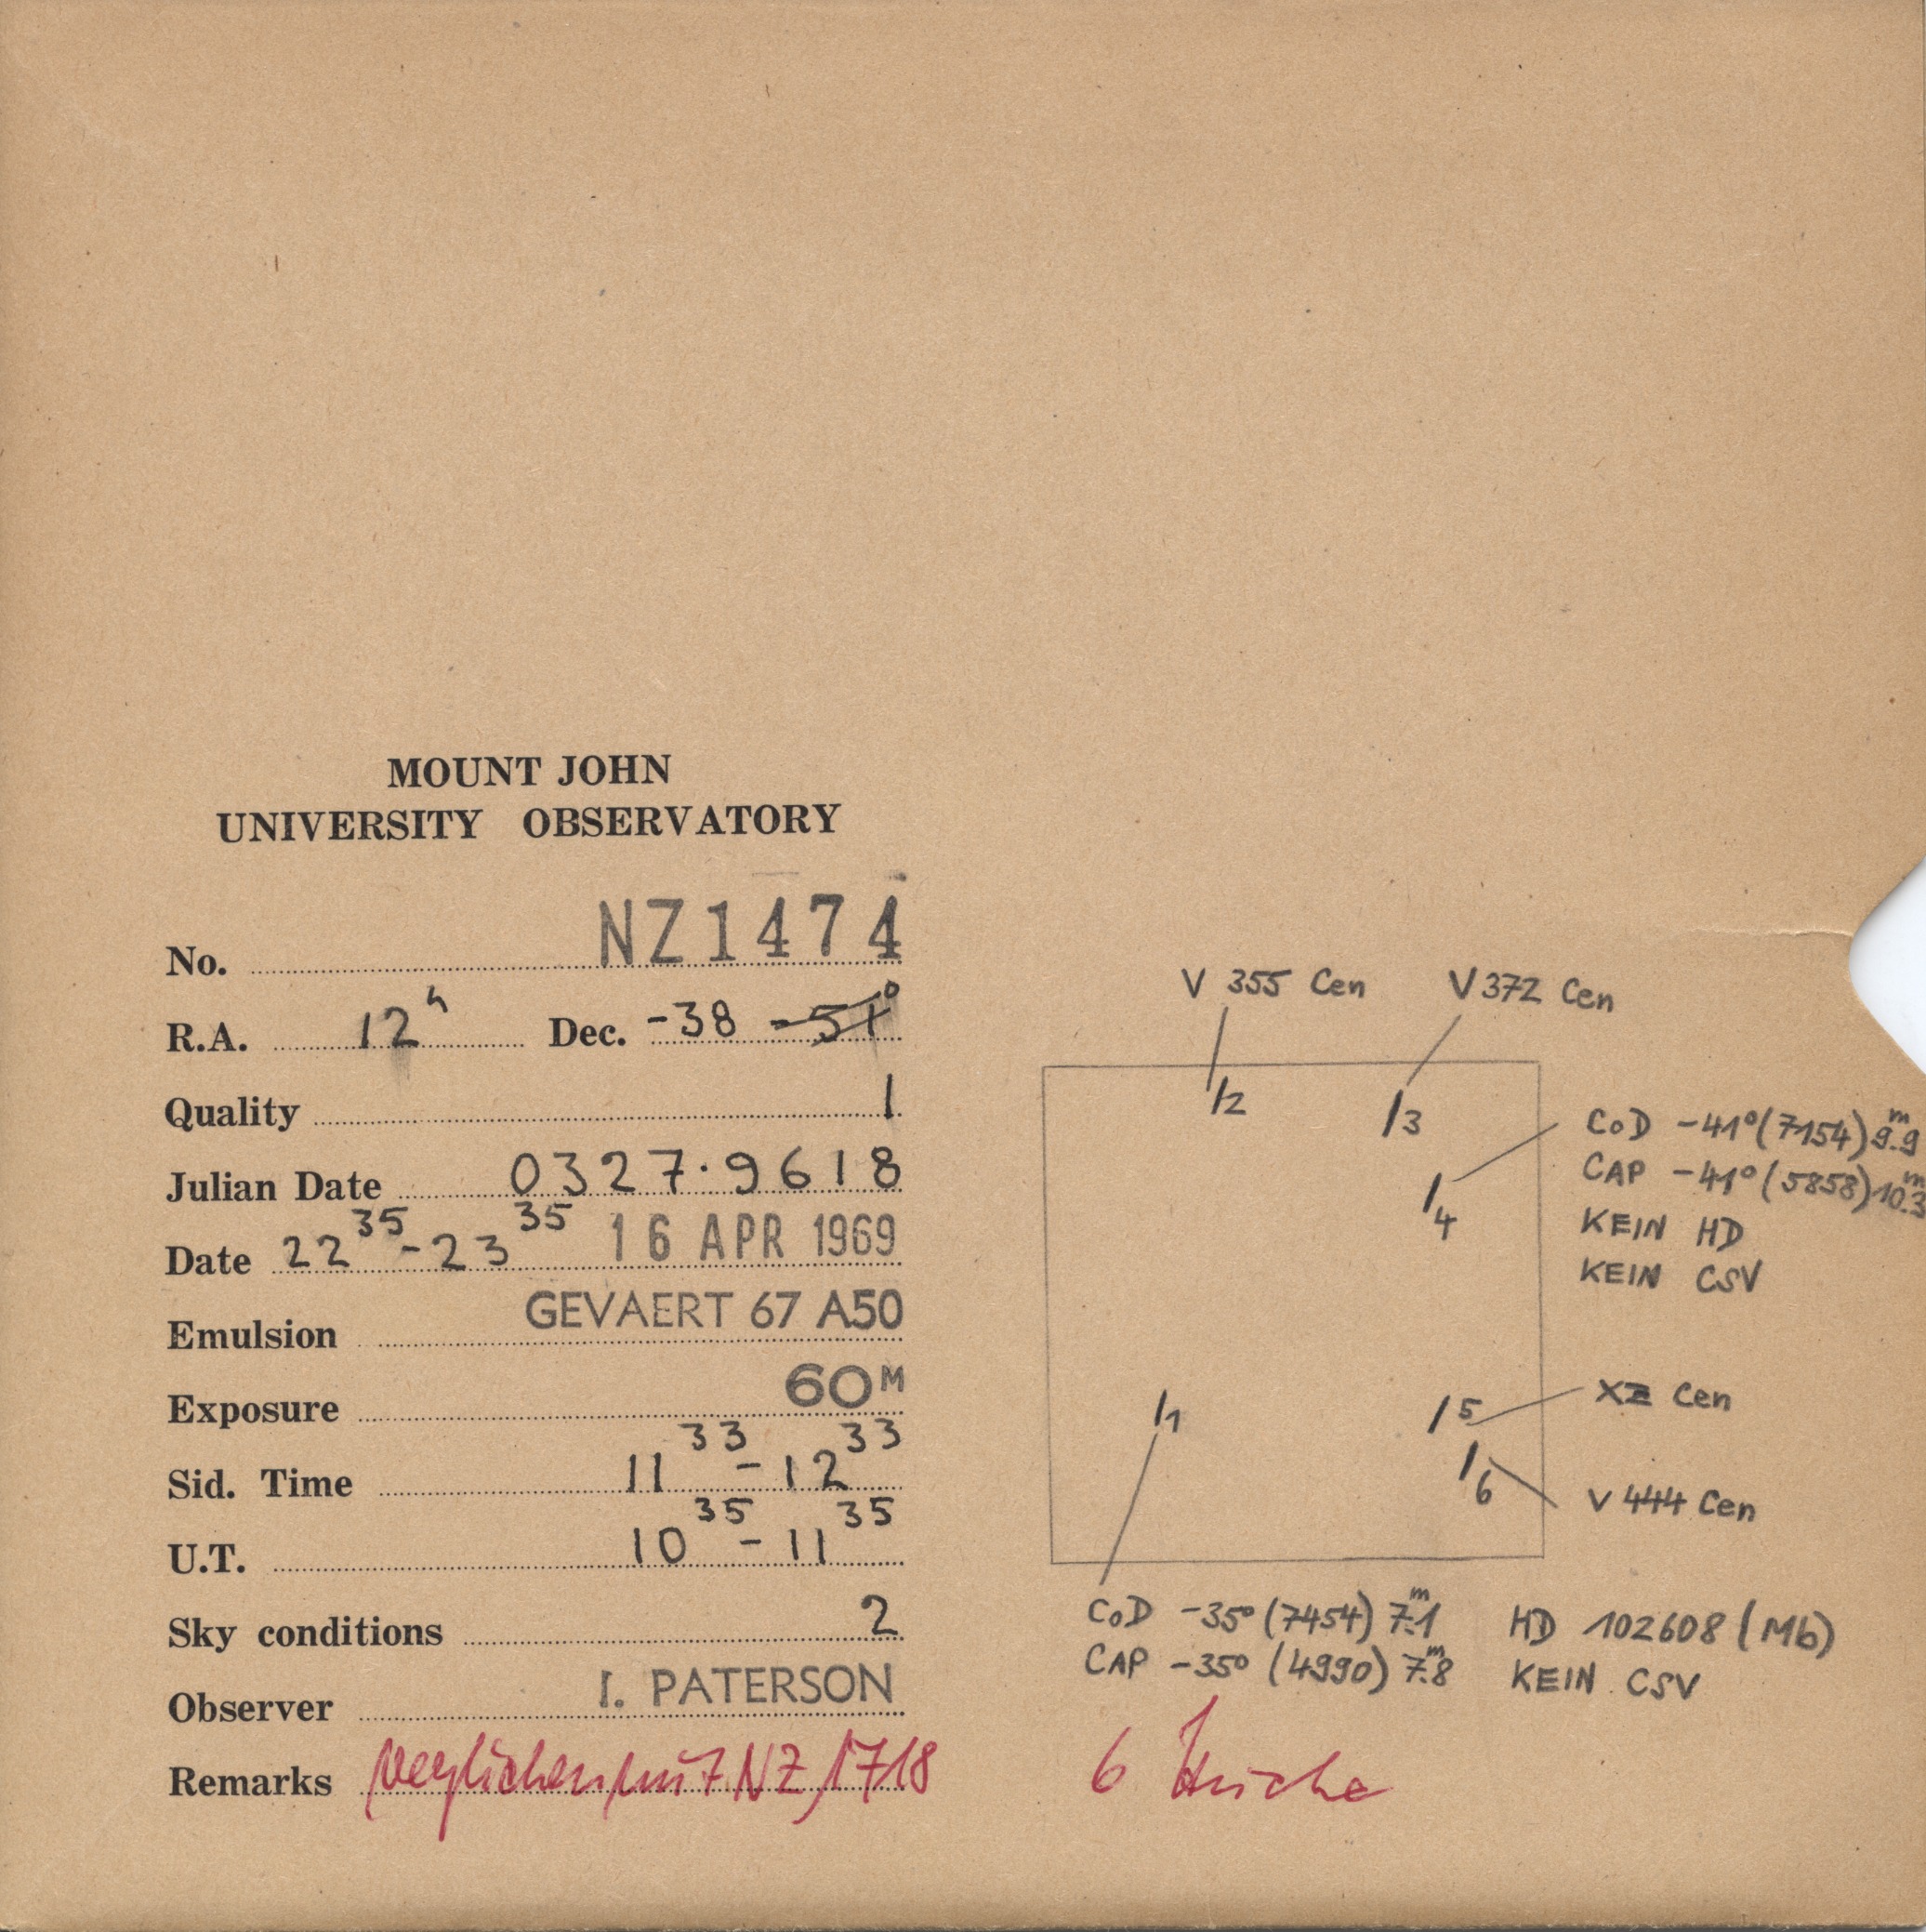 MOUNT JOHN
UNIVERSITY OBSERVATORY
No. NZ1474
R.A. 12h Dec. -38 -51°
Quality 1
Julian Date 0327.9618
Date 22 35 - 23 35 16 APR 1969
Emulsion GEVAERT 67 A50
Exposure 60M
Sid. Time 11 33 - 12 33
U.T. 10 35 - 11 35
Sky conditions 2
Observer I. PATERSON
Remarks verglichen mit NZ 1718
V 355 Cen
V 372 Cen
2
3
CoD -41° (7154) 9.9m
CAP -41° (5858) 10.3m
KEIN HD
KEIN CSV
4
1
5
XZ Cen
6
V 444 Cen
CoD -35° (7454) 7.1m HD 102608 (Mb)
CAP -35° (4990) 7.8m KEIN CSV
6 Striche